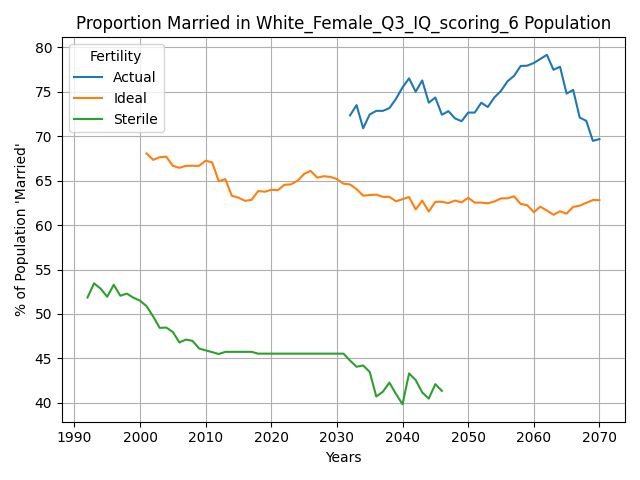 Proportion Married in White_Female_Q3_IQ_scoring_6 Population
% of Population 'Married'
80
75
70
65
60
55
50
45
40
Fertility
Actual
Ideal
Sterile
1990 2000 2010 2020 2030 2040 2050 2060 2070
Years